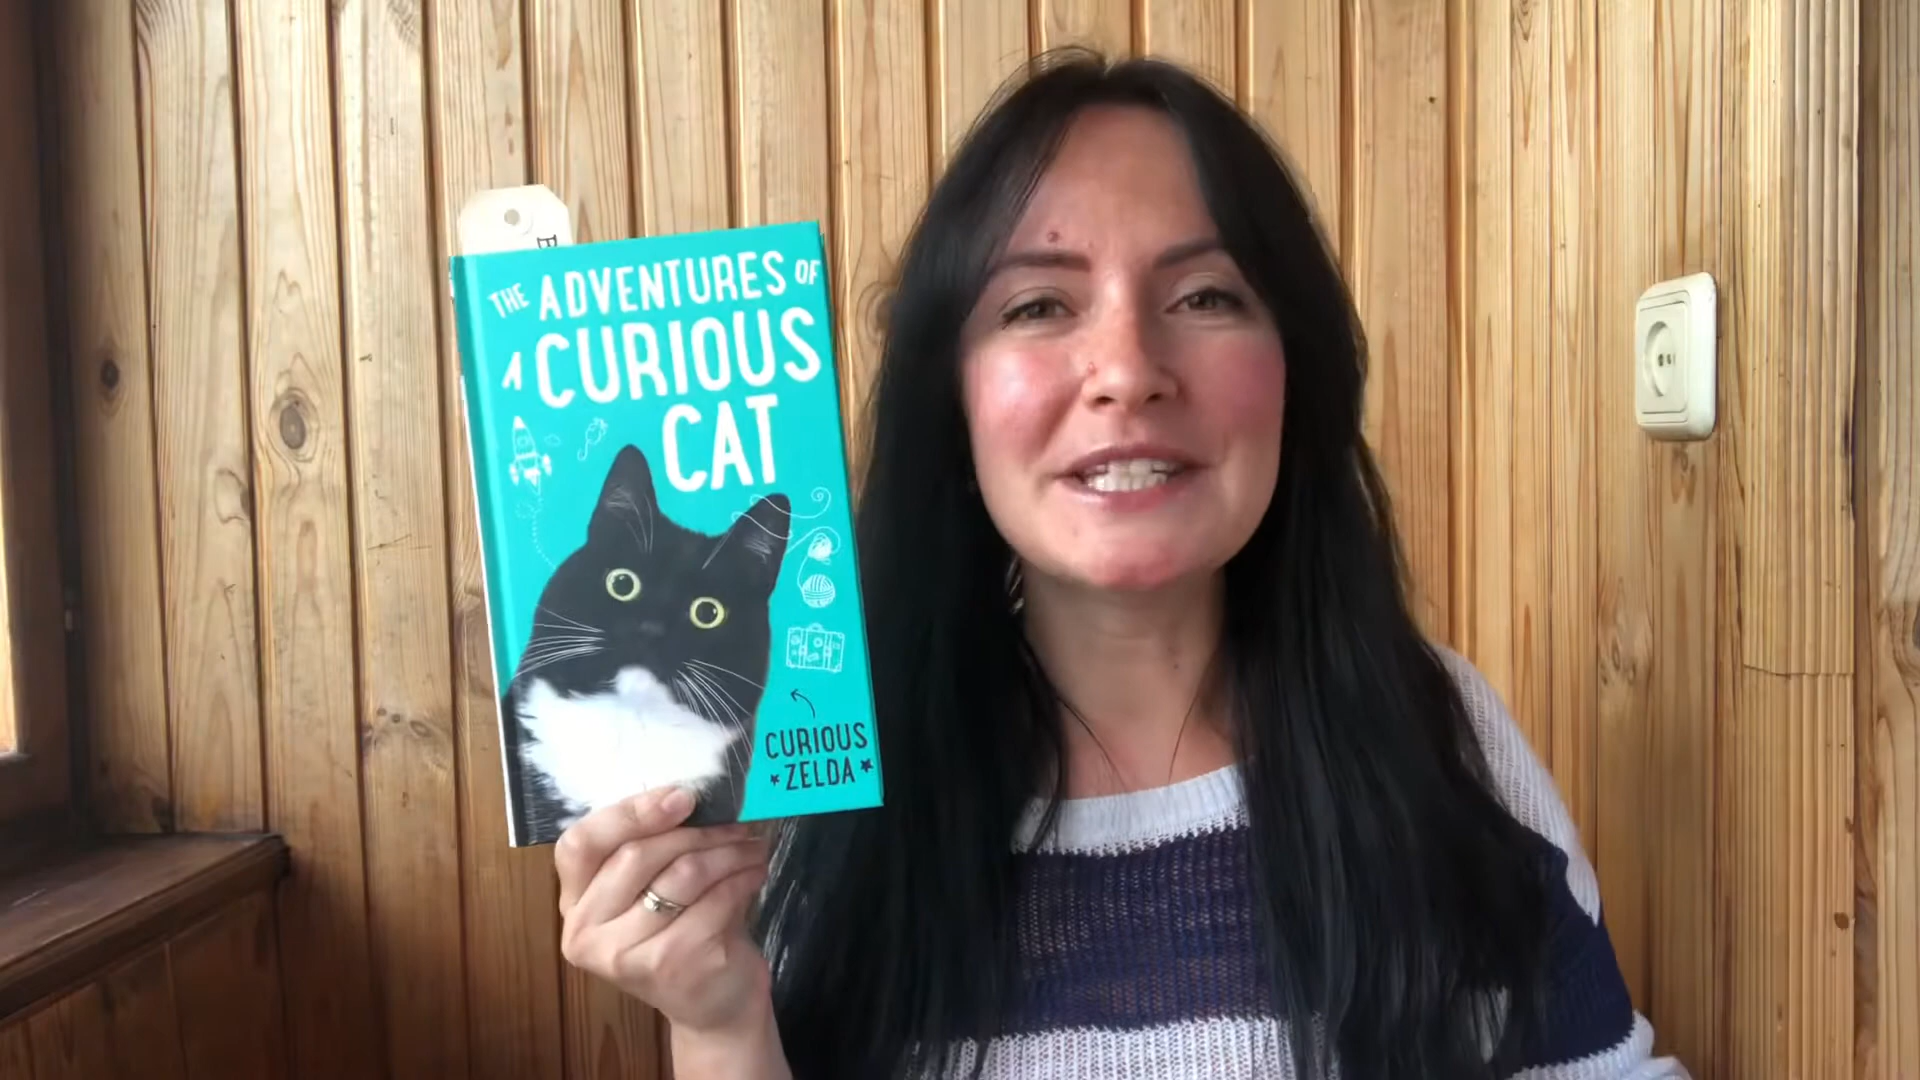 THE ADVENTURES OF
A CURIOUS
CAT
CURIOUS
ZELDA